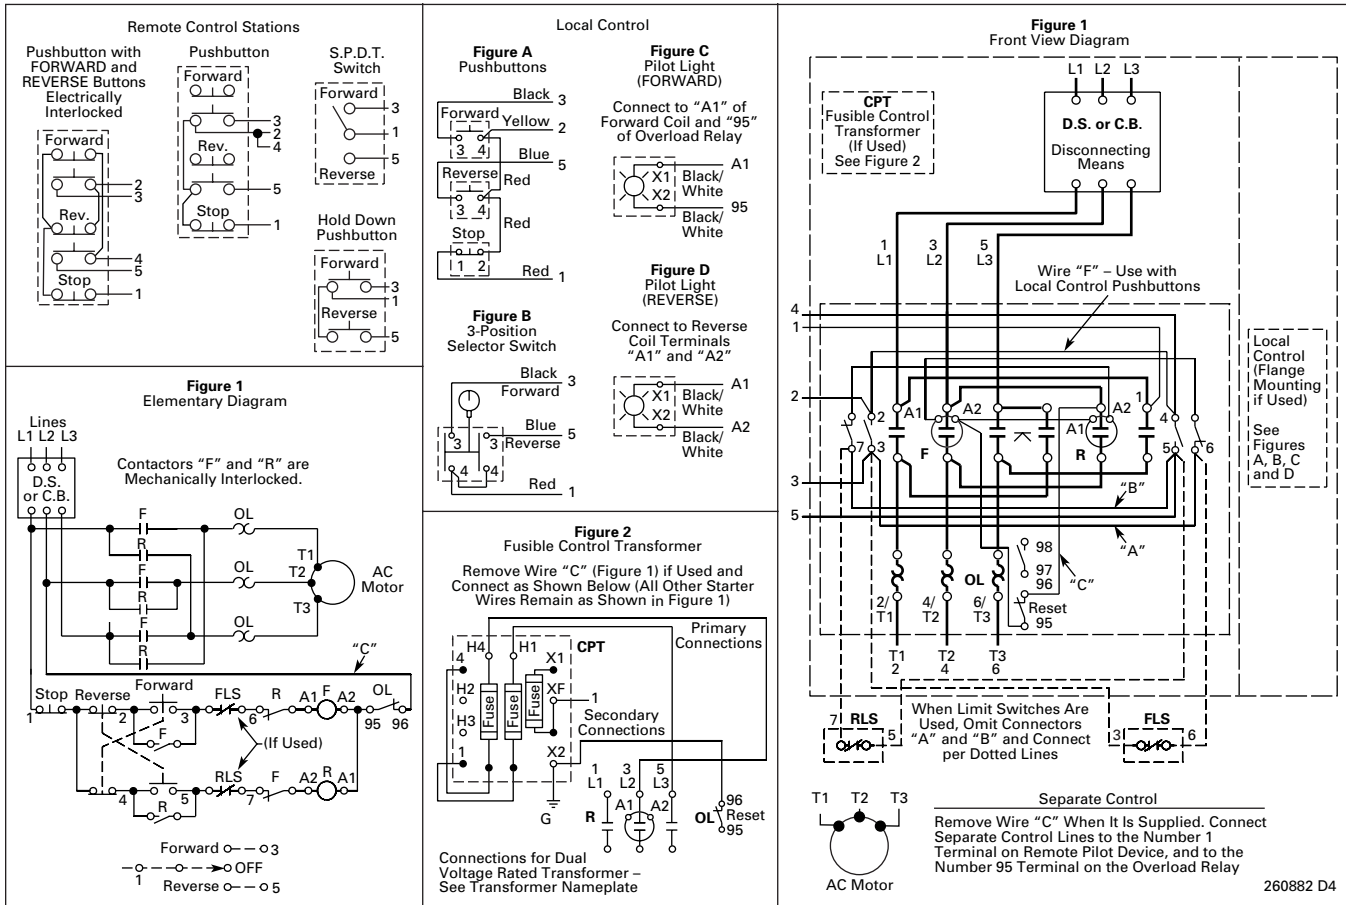 Remote Control Stations
Pushbutton with
FORWARD and
REVERSE Buttons
Electrically
Interlocked
Forward
2
3
Rev.
4
5
Stop
1
Pushbutton
Forward
3
2
4
Rev.
5
Stop
1
S.P.D.T.
Switch
Forward
3
1
5
Reverse
Hold Down
Pushbutton
Forward
3
1
Reverse
5
Local Control
Figure A
Pushbuttons
Black 3
Forward
Yellow 2
3 4
Blue
5
Reverse
Red
3 4
Red
Stop
1 2
Red 1
Figure B
3-Position
Selector Switch
Black 3
Forward
Blue 5
3 3 Reverse
4 4
Red
1
Figure C
Pilot Light
(FORWARD)
Connect to "A1" of
Forward Coil and "95"
of Overload Relay
A1
X1 Black/
White
X2 95
Black/
White
Figure D
Pilot Light
(REVERSE)
Connect to Reverse
Coil Terminals
"A1" and "A2"
A1
X1 Black/
White
X2 A2
Black/
White
Figure 1
Elementary Diagram
Lines
L1 L2 L3
D.S.
or C.B.
Contactors "F" and "R" are
Mechanically Interlocked.
F OL
R
F OL
R
F OL
R
T1
T2
T3
AC
Motor
"C"
Stop Reverse Forward FLS R A1 F A2 OL
1 2 3 6 95 96
F
(If Used)
RLS F A2 R A1
4 5 7
R
Forward 3
1 OFF
Reverse 5
Figure 2
Fusible Control Transformer
Remove Wire "C" (Figure 1) if Used and
Connect as Shown Below (All Other Starter
Wires Remain as Shown in Figure 1)
Primary
Connections
H4 H1 CPT
4 X1
H2 Fuse Fuse Fuse XF 1
H3
Secondary
Connections
1 X2
G
1 3 5
L1 L2 L3
R A1 A2
96
OL Reset
95
Connections for Dual
Voltage Rated Transformer –
See Transformer Nameplate
Figure 1
Front View Diagram
L1 L2 L3
CPT
Fusible Control
Transformer
(If Used)
See Figure 2
D.S. or C.B.
Disconnecting
Means
1 3 5
L1 L2 L3
Wire "F" – Use with
Local Control Pushbuttons
4
1
2
3
5
2 A1 A2 A1 A2 1 4
7 3 F R 5 6
"B"
"A"
"C"
98
97
96
Reset
95
OL
2/ 4/ 6/
T1 T2 T3
T1 T2 T3
2 4 6
Local
Control
(Flange
Mounting
if Used)
See
Figures
A, B, C
and D
7 RLS 5
When Limit Switches Are
Used, Omit Connectors
"A" and "B" and Connect
per Dotted Lines
FLS
3 6
T1 T2 T3
AC Motor
Separate Control
Remove Wire "C" When It Is Supplied. Connect
Separate Control Lines to the Number 1
Terminal on Remote Pilot Device, and to the
Number 95 Terminal on the Overload Relay
260882 D4